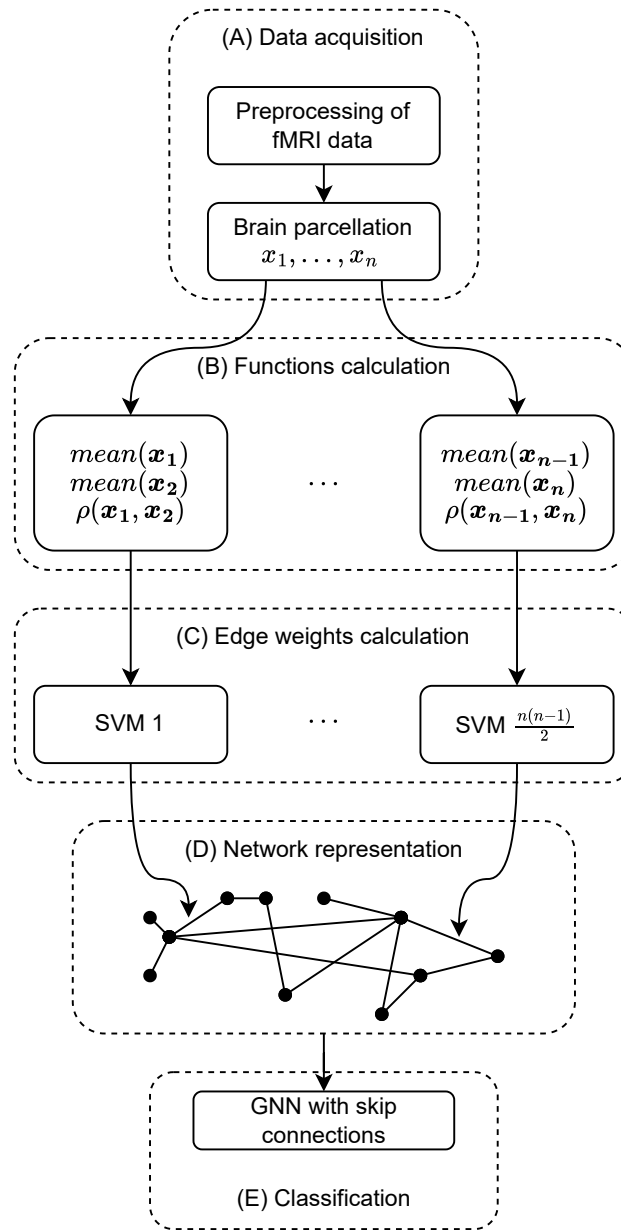 (A) Data acquisition
Preprocessing of
fMRI data
Brain parcellation
x₁, . . . , xₙ
(B) Functions calculation
mean(x₁)
mean(x₂)
ρ(x₁, x₂)
. . .
mean(xₙ₋₁)
mean(xₙ)
ρ(xₙ₋₁, xₙ)
(C) Edge weights calculation
SVM 1
. . .
SVM n(n−1)/2
(D) Network representation
GNN with skip
connections
(E) Classification